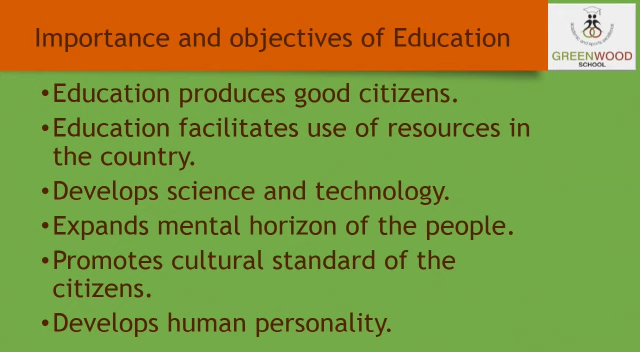 Importance and objectives of Education
GREENWOOD
SCHOOL
•Education produces good citizens.
•Education facilitates use of resources in
the country.
•Develops science and technology.
•Expands mental horizon of the people.
•Promotes cultural standard of the
citizens.
•Develops human personality.